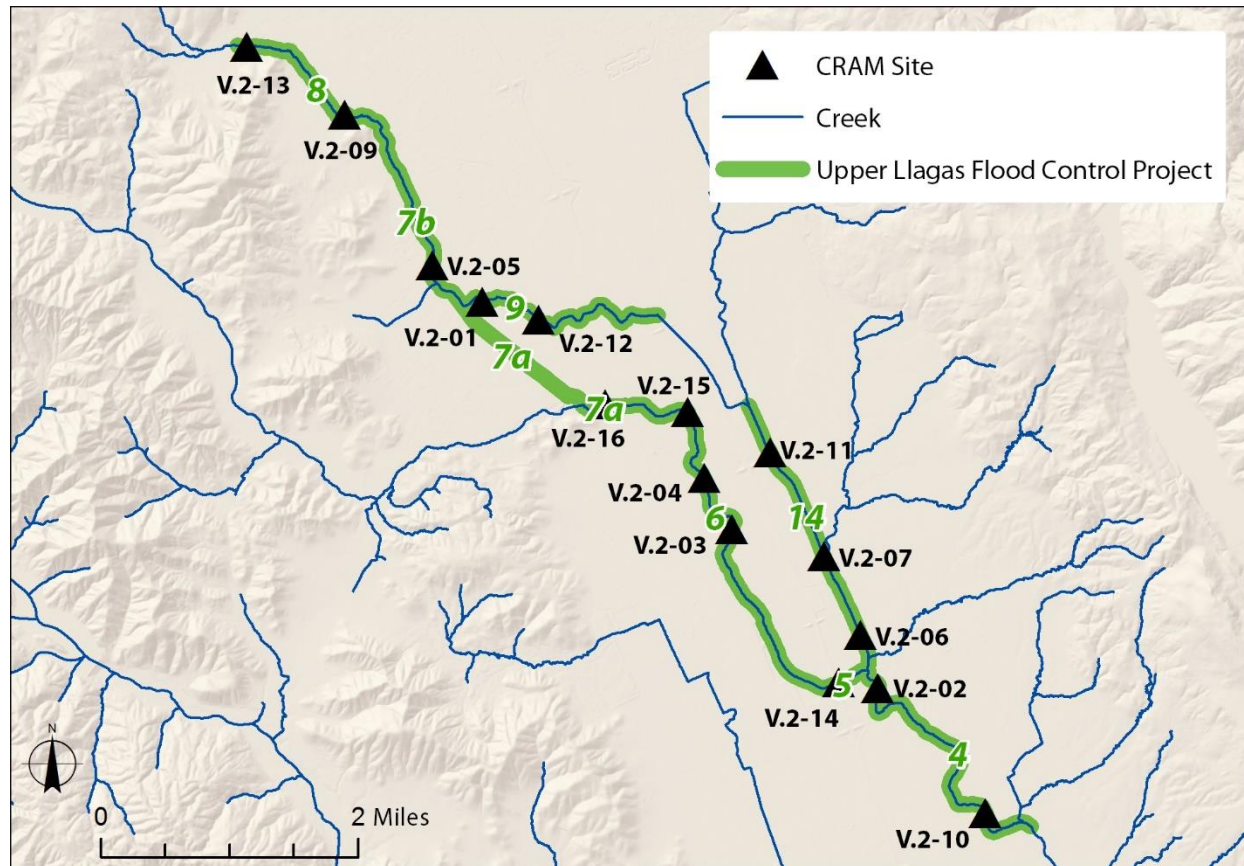 CRAM Site
Creek
Upper Llagas Flood Control Project
V.2-13
8
V.2-09
7b
V.2-05
V.2-01
9
V.2-12
7a
V.2-15
7a
V.2-16
V.2-11
V.2-04
6
14
V.2-03
V.2-07
V.2-06
5
V.2-02
V.2-14
4
N
0 2 Miles
V.2-10